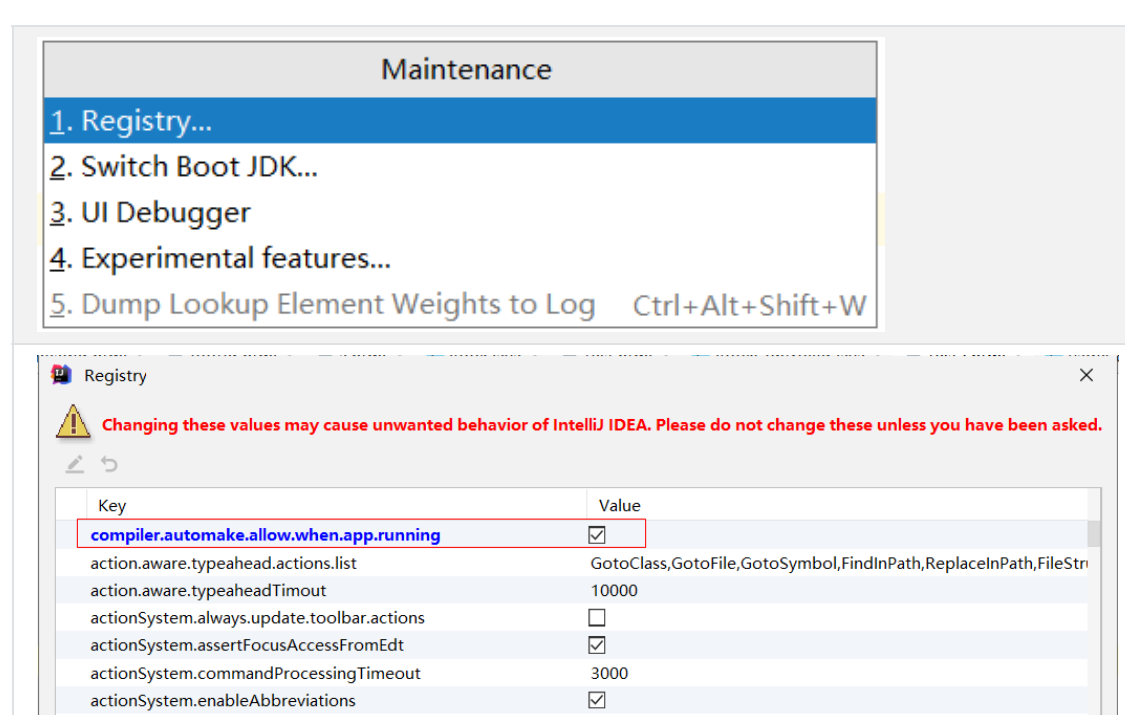 Maintenance
1. Registry...
2. Switch Boot JDK...
3. UI Debugger
4. Experimental features...
5. Dump Lookup Element Weights to Log Ctrl+Alt+Shift+W
Registry
Changing these values may cause unwanted behavior of IntelliJ IDEA. Please do not change these unless you have been asked.
Key Value
compiler.automake.allow.when.app.running
action.aware.typeahead.actions.list GotoClass,GotoFile,GotoSymbol,FindInPath,ReplaceInPath,FileStru
action.aware.typeaheadTimout 10000
actionSystem.always.update.toolbar.actions
actionSystem.assertFocusAccessFromEdt
actionSystem.commandProcessingTimeout 3000
actionSystem.enableAbbreviations